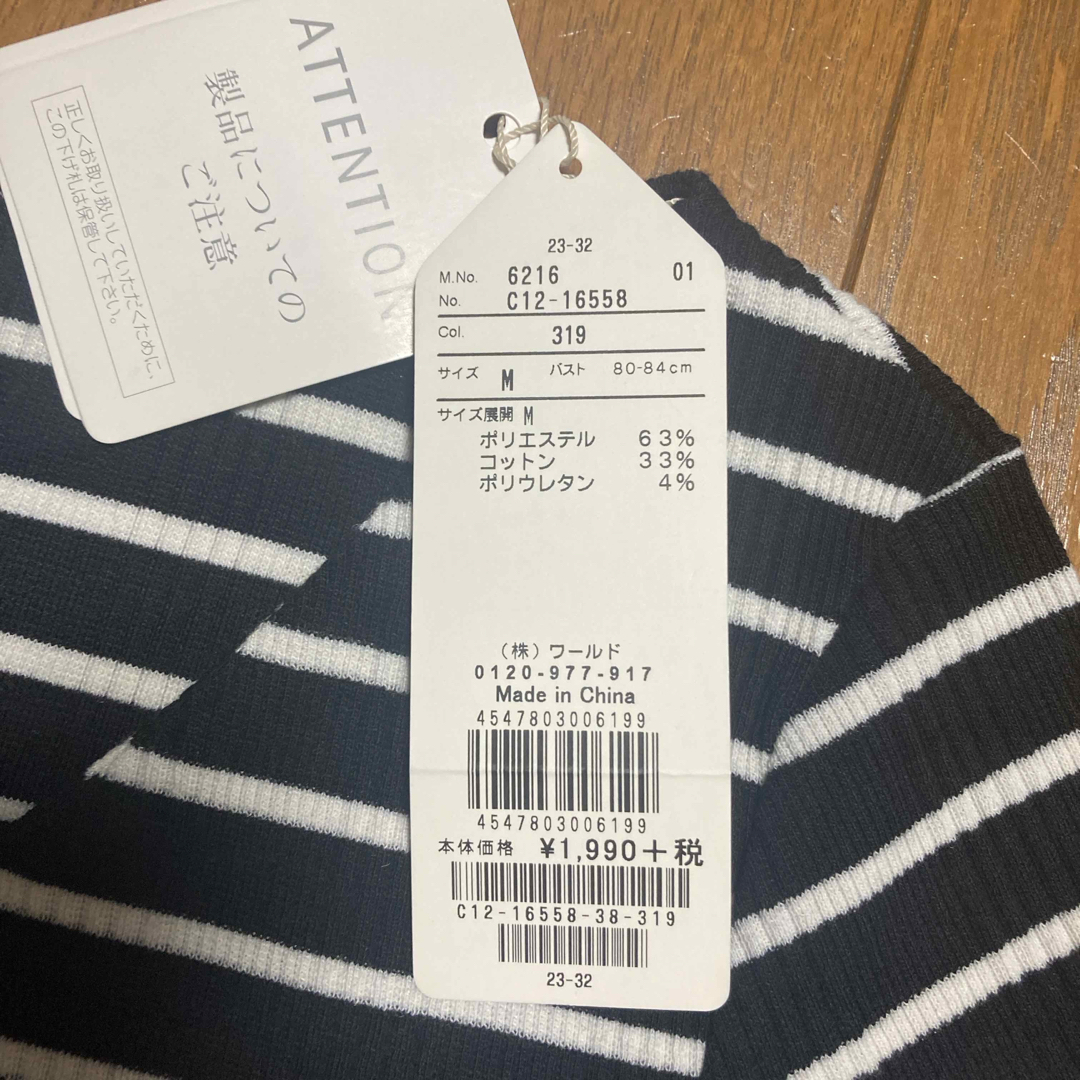 ATTENTION
製品についての
ご注意
正しくお取り扱いしていただくために、
この下げ札は保管して下さい。
23-32
M.No. 6216 01
No. C12-16558
Col. 319
サイズ M バスト 80-84cm
サイズ展開 M
ポリエステル 63%
コットン 33%
ポリウレタン 4%
(株)ワールド
0120-977-917
Made in China
4547803006199
4547803006199
本体価格 ¥1,990+税
C12-16558-38-319
23-32